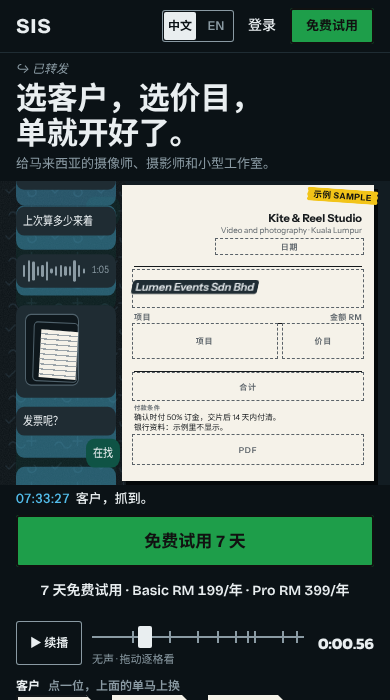 SIS
中文
EN
登录
免费试用
↪ 已转发
选客户，选价目，
单就开好了。
给马来西亚的摄像师、摄影师和小型工作室。
上次算多少来着
1:05
发票呢?
在找
示例 SAMPLE
Kite & Reel Studio
Video and photography · Kuala Lumpur
日期
Lumen Events Sdn Bhd
项目
金额 RM
项目
价目
合计
付款条件
确认时付 50% 订金，交片后 14 天内付清。
银行资料：示例里不显示。
PDF
07:33:27 客户，抓到。
免费试用 7 天
7 天免费试用 · Basic RM 199/年 · Pro RM 399/年
▶ 续播
0:00.56
无声 · 拖动逐格看
客户 点一位，上面的单马上换